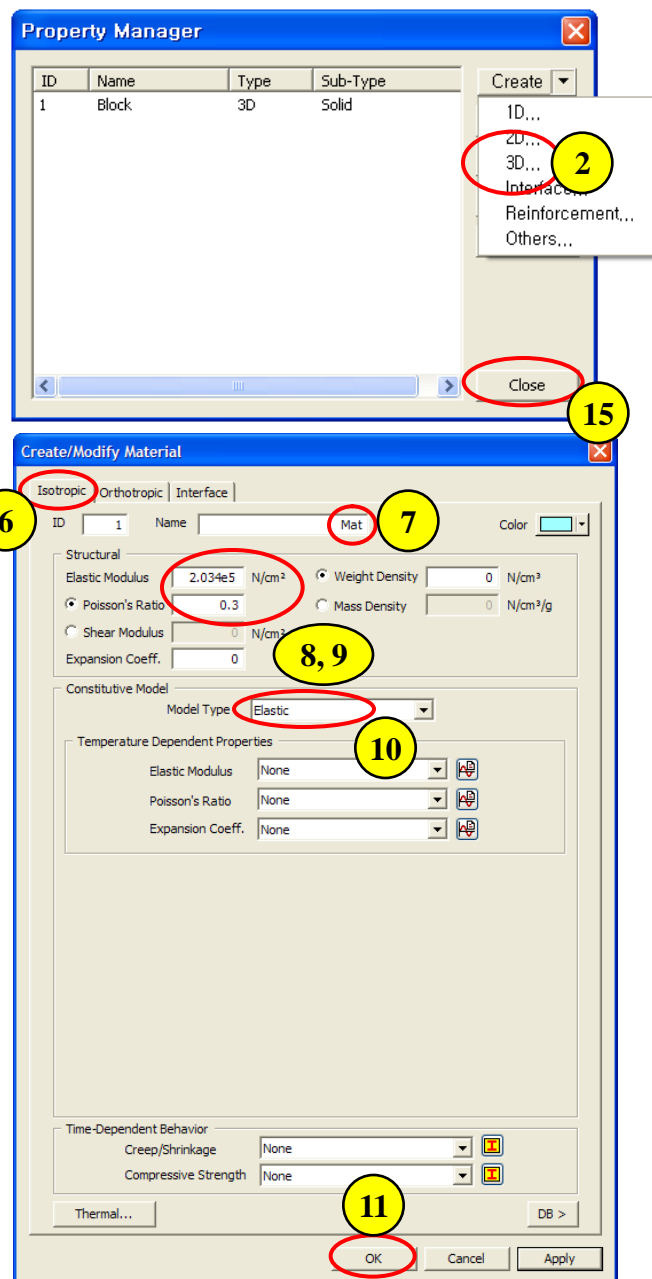 Property Manager
ID Name Type Sub-Type Create
1 Block 3D Solid
1D...
2D...
3D... 2
Interface...
Reinforcement...
Others...
Close
15
Create/Modify Material
Isotropic Orthotropic Interface
6 ID 1 Name Mat 7 Color
Structural
Elastic Modulus 2.034e5 N/cm² Weight Density 0 N/cm³
Poisson's Ratio 0.3 Mass Density 0 N/cm³/g
Shear Modulus 0 N/cm²
Expansion Coeff. 0 8, 9
Constitutive Model
Model Type Elastic
10
Temperature Dependent Properties
Elastic Modulus None
Poisson's Ratio None
Expansion Coeff. None
Time-Dependent Behavior
Creep/Shrinkage None
Compressive Strength None
Thermal... 11 DB >
OK Cancel Apply